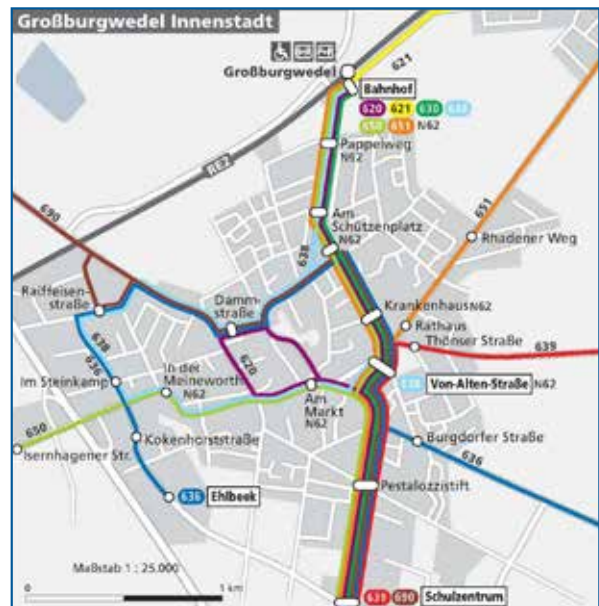 Großburgwedel Innenstadt
621
Großburgwedel
Bahnhof
620 621 630 638
650 651 N62
Pappelweg
N62
RE2
Am
Schützenplatz
N62
651
690
638
Rhadener Weg
Raiffeisen-
straße
Damm-
straße
Krankenhaus N62
Rathaus
Thönser Straße
639
638
636
620
In der
Meineworth
N62
Im Steinkamp
638 Von-Alten-Straße N62
Am
Markt
N62
650
Kokenhorststraße
Burgdorfer Straße
Isernhagener Str.
636
Pestalozzistift
636 Ehlbeek
Maßstab 1 : 25.000
0 1 km
639 690 Schulzentrum